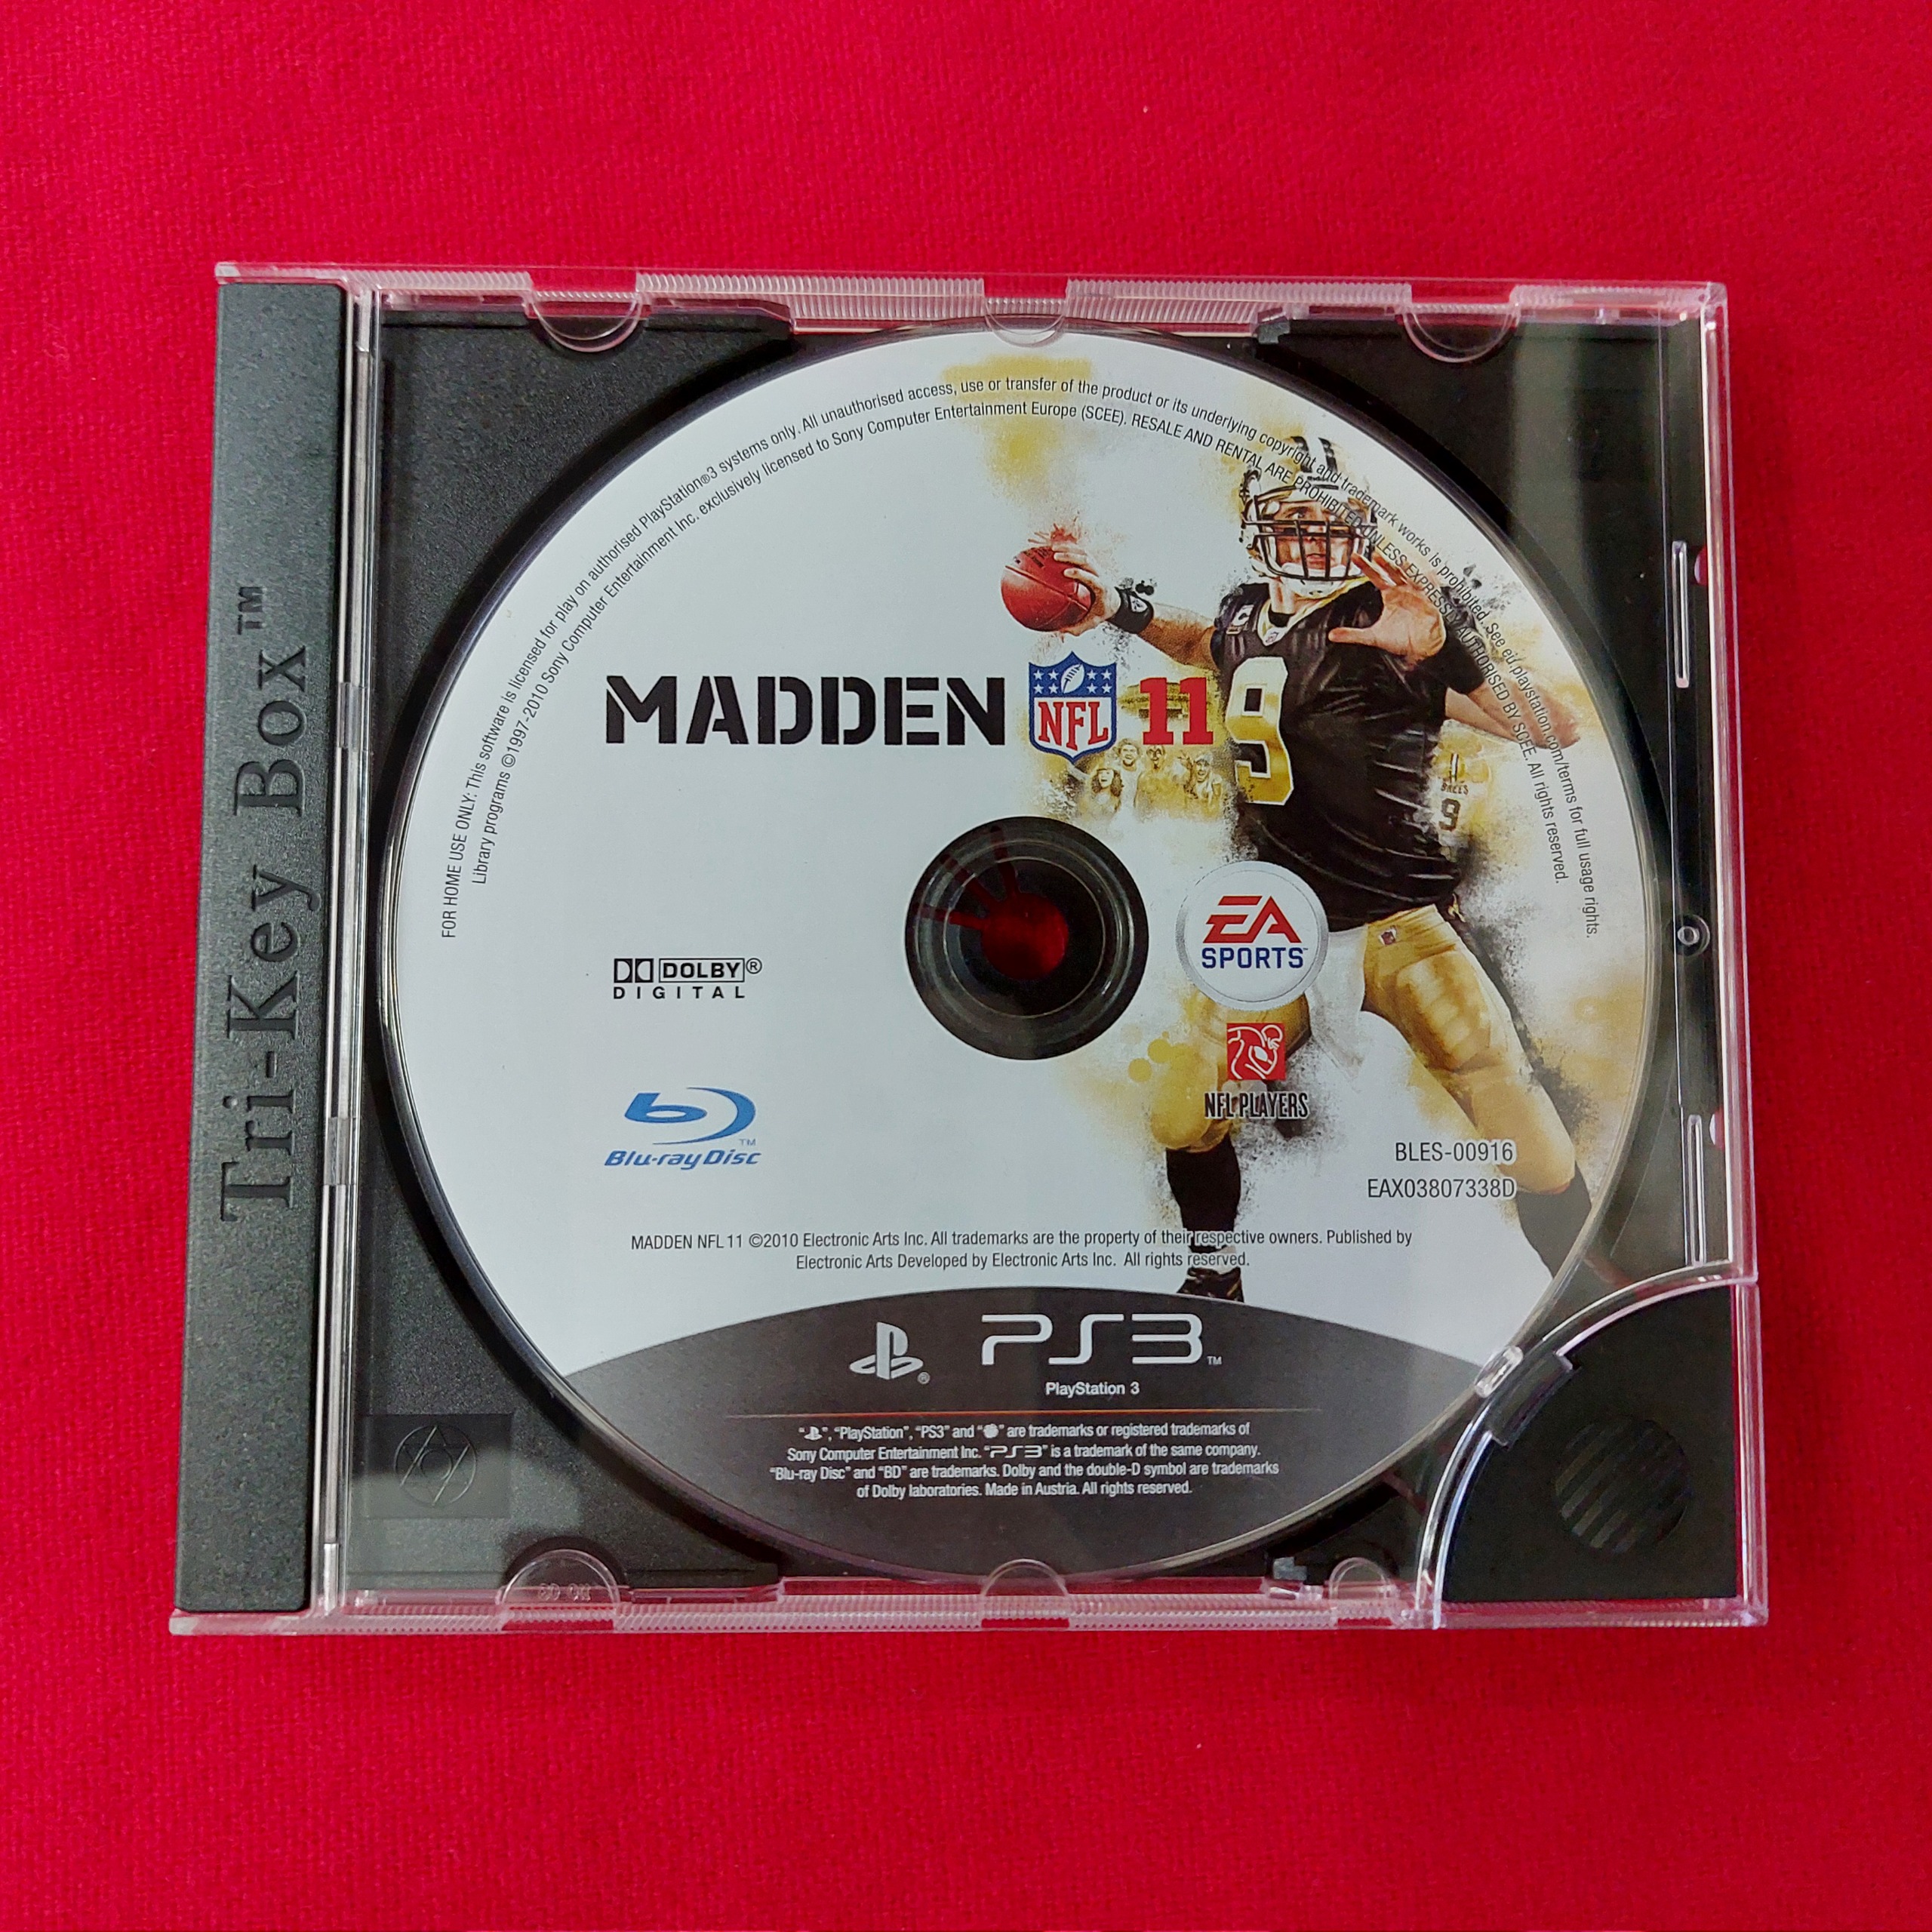 Tri-Key Box™
FOR HOME USE ONLY: This software is licensed for play on authorised PlayStation®3 systems only. All unauthorised access, use or transfer of the product or its underlying copyright and trademark works is prohibited. See eu.playstation.com/terms for full usage rights.
Library programs ©1997-2010 Sony Computer Entertainment Inc. exclusively licensed to Sony Computer Entertainment Europe (SCEE). RESALE AND RENTAL ARE PROHIBITED UNLESS EXPRESSLY AUTHORISED BY SCEE. All rights reserved.
MADDEN NFL 11
9
9
EA
SPORTS™
DOLBY®
DIGITAL
NFL PLAYERS
Blu-ray Disc™
BLES-00916
EAX03807338D
MADDEN NFL 11 ©2010 Electronic Arts Inc. All trademarks are the property of their respective owners. Published by
Electronic Arts Developed by Electronic Arts Inc. All rights reserved.
® PS3™
PlayStation 3
“ ”, “PlayStation”, “PS3” and “ ” are trademarks or registered trademarks of
Sony Computer Entertainment Inc. “PS3” is a trademark of the same company.
“Blu-ray Disc” and “BD” are trademarks. Dolby and the double-D symbol are trademarks
of Dolby laboratories. Made in Austria. All rights reserved.